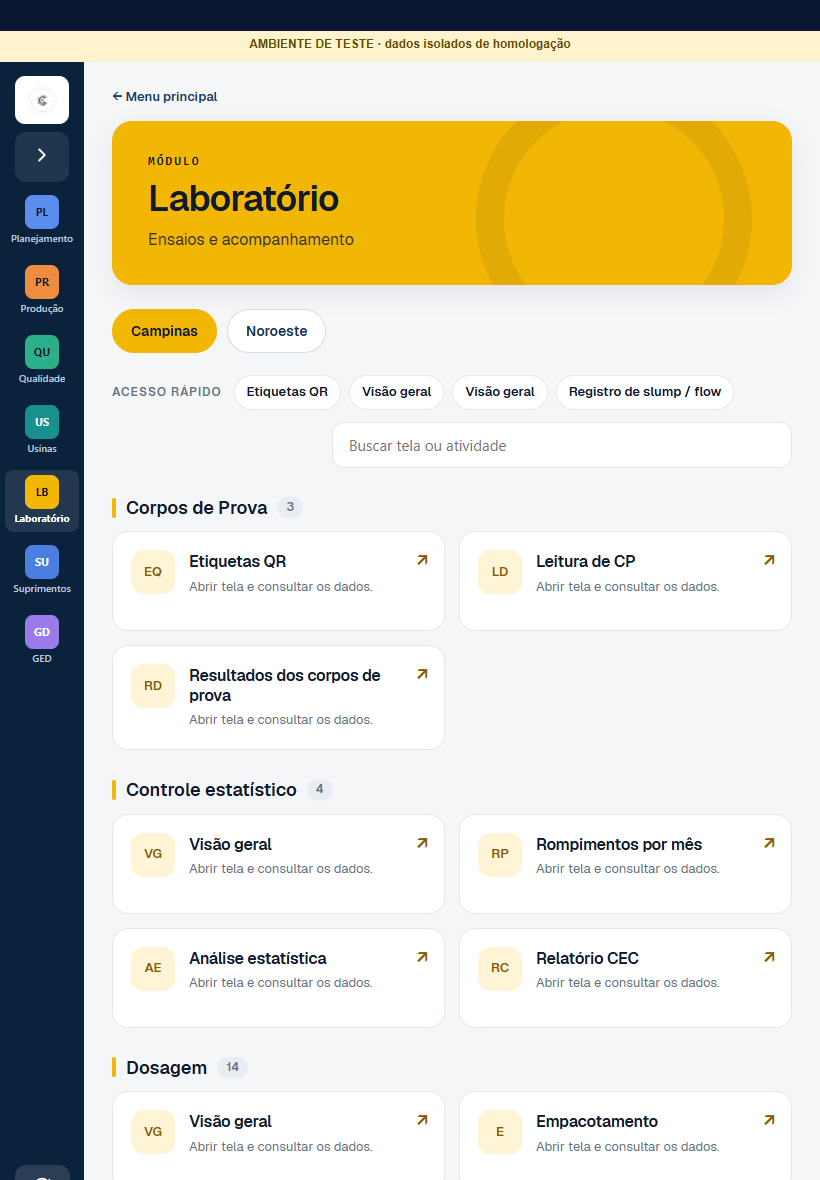 AMBIENTE DE TESTE · dados isolados de homologação
← Menu principal
MÓDULO
Laboratório
Ensaios e acompanhamento
Campinas
Noroeste
ACESSO RÁPIDO
Etiquetas QR
Visão geral
Visão geral
Registro de slump / flow
Buscar tela ou atividade
PL
Planejamento
PR
Produção
QU
Qualidade
US
Usinas
LB
Laboratório
SU
Suprimentos
GD
GED
Corpos de Prova 3
EQ
Etiquetas QR
Abrir tela e consultar os dados.
LD
Leitura de CP
Abrir tela e consultar os dados.
RD
Resultados dos corpos de
prova
Abrir tela e consultar os dados.
Controle estatístico 4
VG
Visão geral
Abrir tela e consultar os dados.
RP
Rompimentos por mês
Abrir tela e consultar os dados.
AE
Análise estatística
Abrir tela e consultar os dados.
RC
Relatório CEC
Abrir tela e consultar os dados.
Dosagem 14
VG
Visão geral
Abrir tela e consultar os dados.
E
Empacotamento
Abrir tela e consultar os dados.